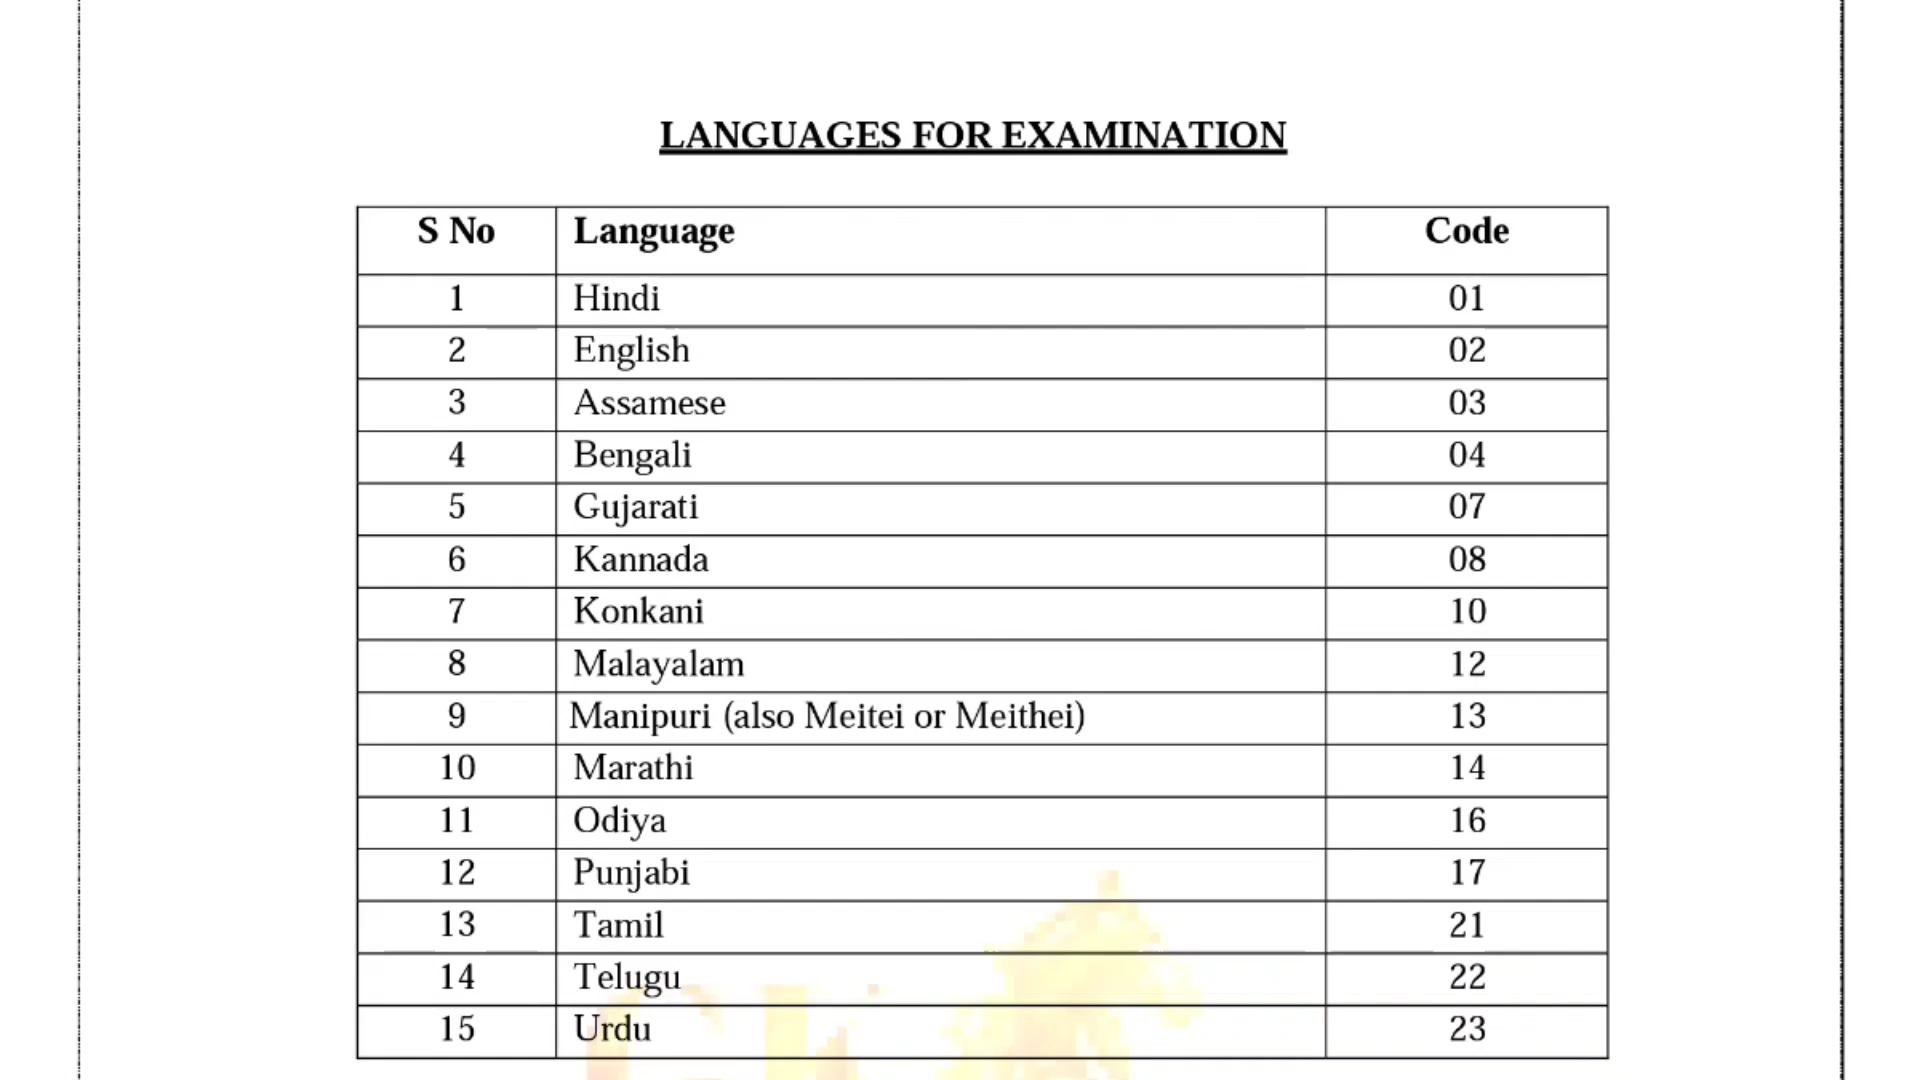 LANGUAGES FOR EXAMINATION
S No Language Code
1 Hindi 01
2 English 02
3 Assamese 03
4 Bengali 04
5 Gujarati 07
6 Kannada 08
7 Konkani 10
8 Malayalam 12
9 Manipuri (also Meitei or Meithei) 13
10 Marathi 14
11 Odiya 16
12 Punjabi 17
13 Tamil 21
14 Telugu 22
15 Urdu 23